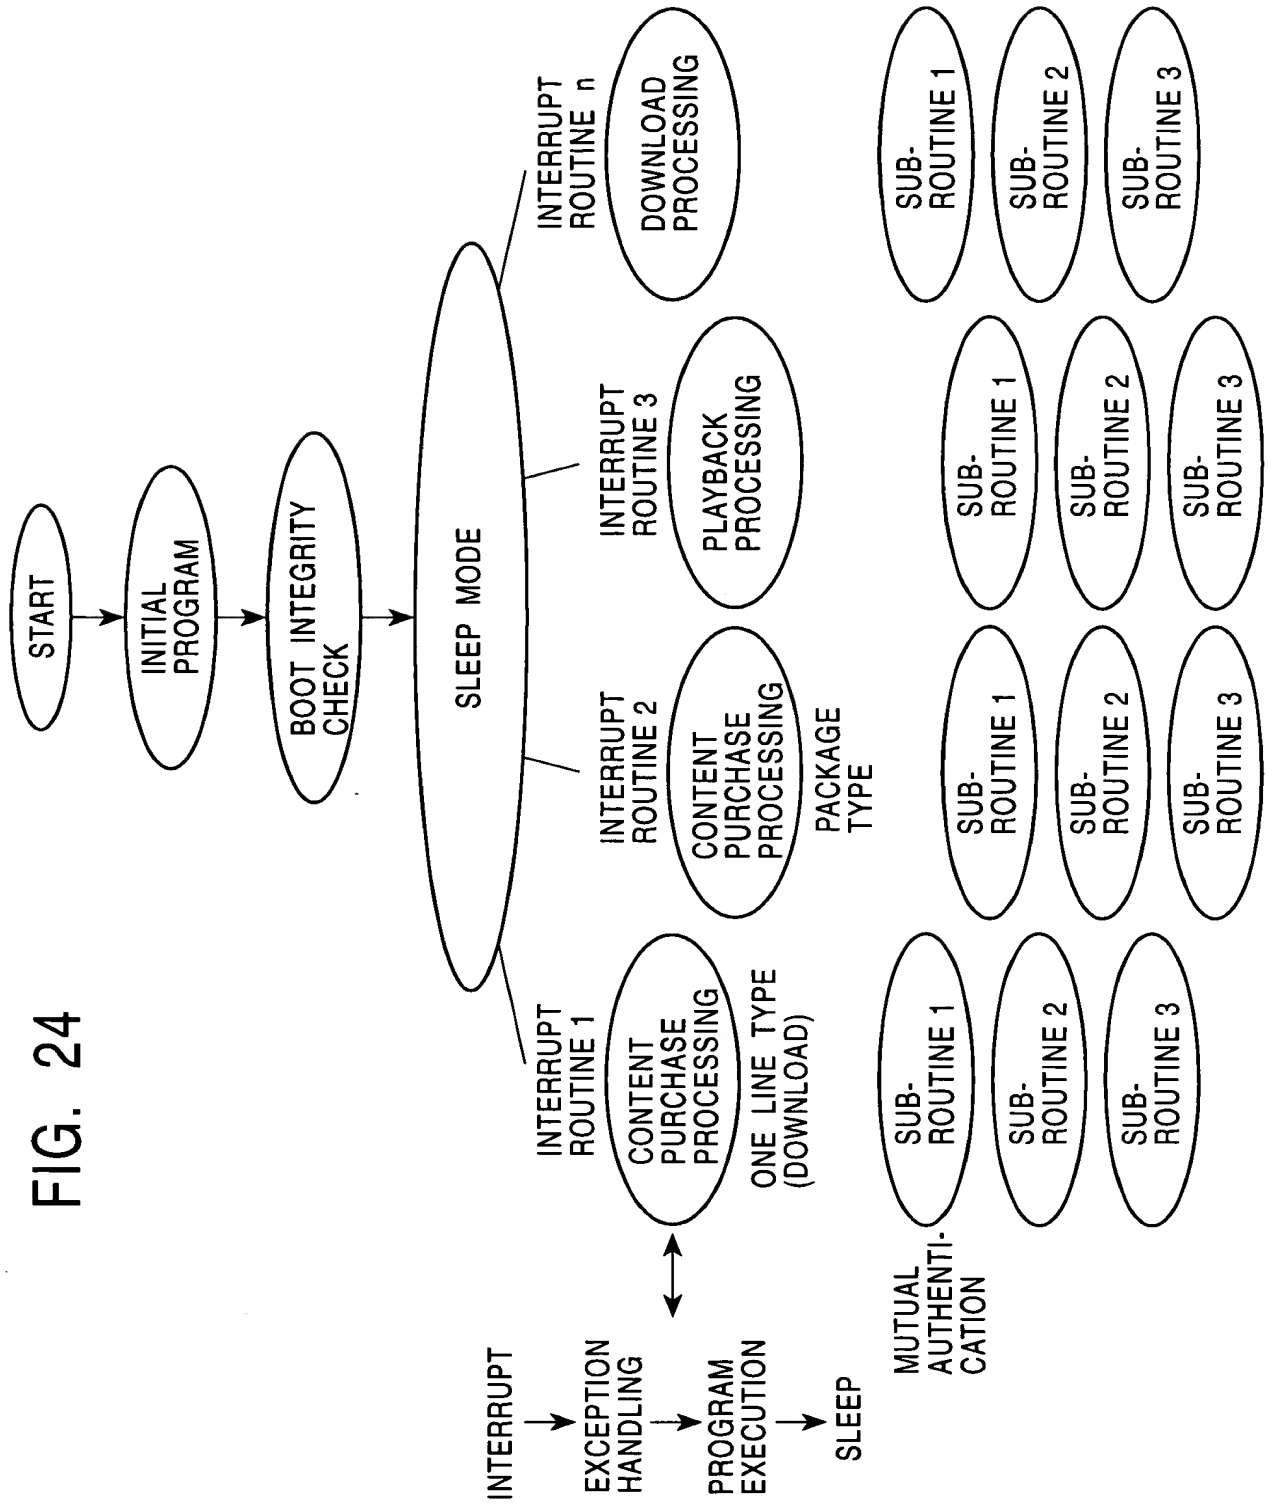 FIG. 24
START
INITIAL
PROGRAM
BOOT INTEGRITY
CHECK
SLEEP MODE
INTERRUPT
EXCEPTION
HANDLING
PROGRAM
EXECUTION
SLEEP
INTERRUPT
ROUTINE 1
CONTENT
PURCHASE
PROCESSING
ONE LINE TYPE
(DOWNLOAD)
INTERRUPT
ROUTINE 2
CONTENT
PURCHASE
PROCESSING
PACKAGE
TYPE
INTERRUPT
ROUTINE 3
PLAYBACK
PROCESSING
INTERRUPT
ROUTINE n
DOWNLOAD
PROCESSING
MUTUAL
AUTHENTI-
CATION
SUB-
ROUTINE 1
SUB-
ROUTINE 2
SUB-
ROUTINE 3
SUB-
ROUTINE 1
SUB-
ROUTINE 2
SUB-
ROUTINE 3
SUB-
ROUTINE 1
SUB-
ROUTINE 2
SUB-
ROUTINE 3
SUB-
ROUTINE 1
SUB-
ROUTINE 2
SUB-
ROUTINE 3